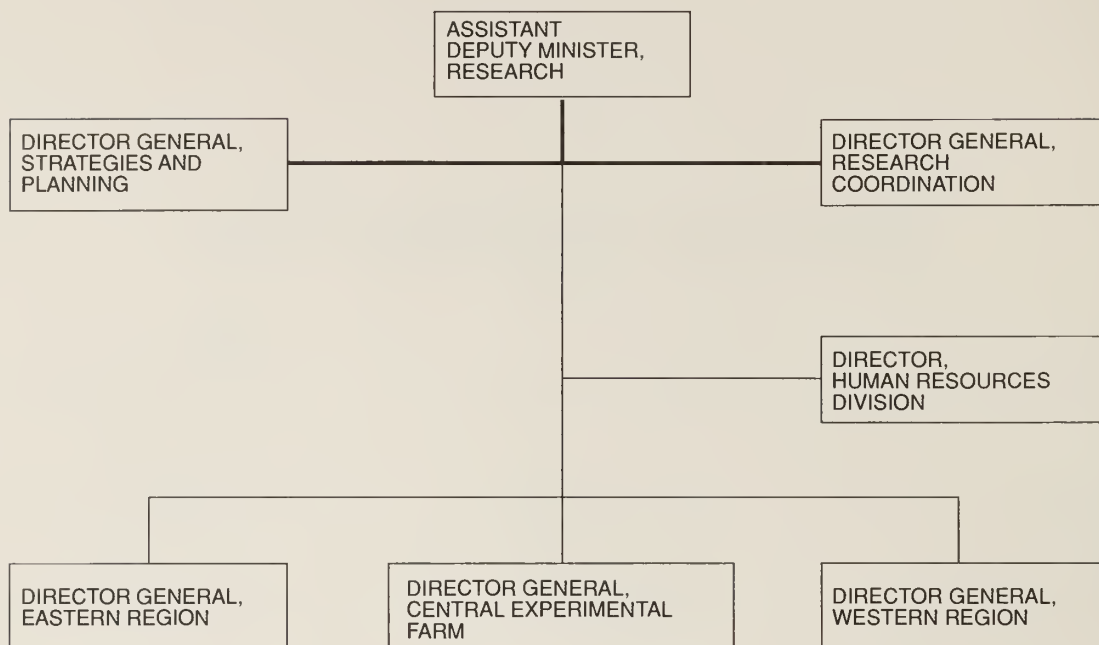 ASSISTANT
DEPUTY MINISTER,
RESEARCH
DIRECTOR GENERAL,
STRATEGIES AND
PLANNING
DIRECTOR GENERAL,
RESEARCH
COORDINATION
DIRECTOR,
HUMAN RESOURCES
DIVISION
DIRECTOR GENERAL,
EASTERN REGION
DIRECTOR GENERAL,
CENTRAL EXPERIMENTAL
FARM
DIRECTOR GENERAL,
WESTERN REGION